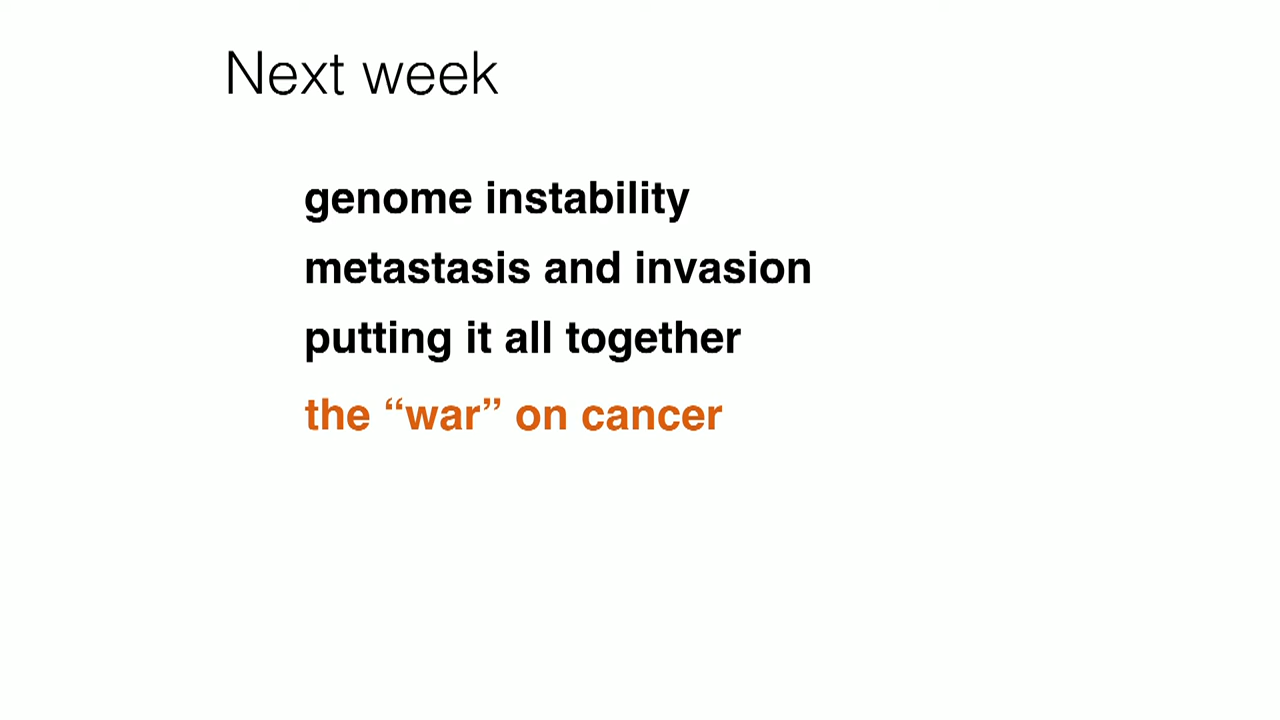 Next week
genome instability
metastasis and invasion
putting it all together
the “war” on cancer